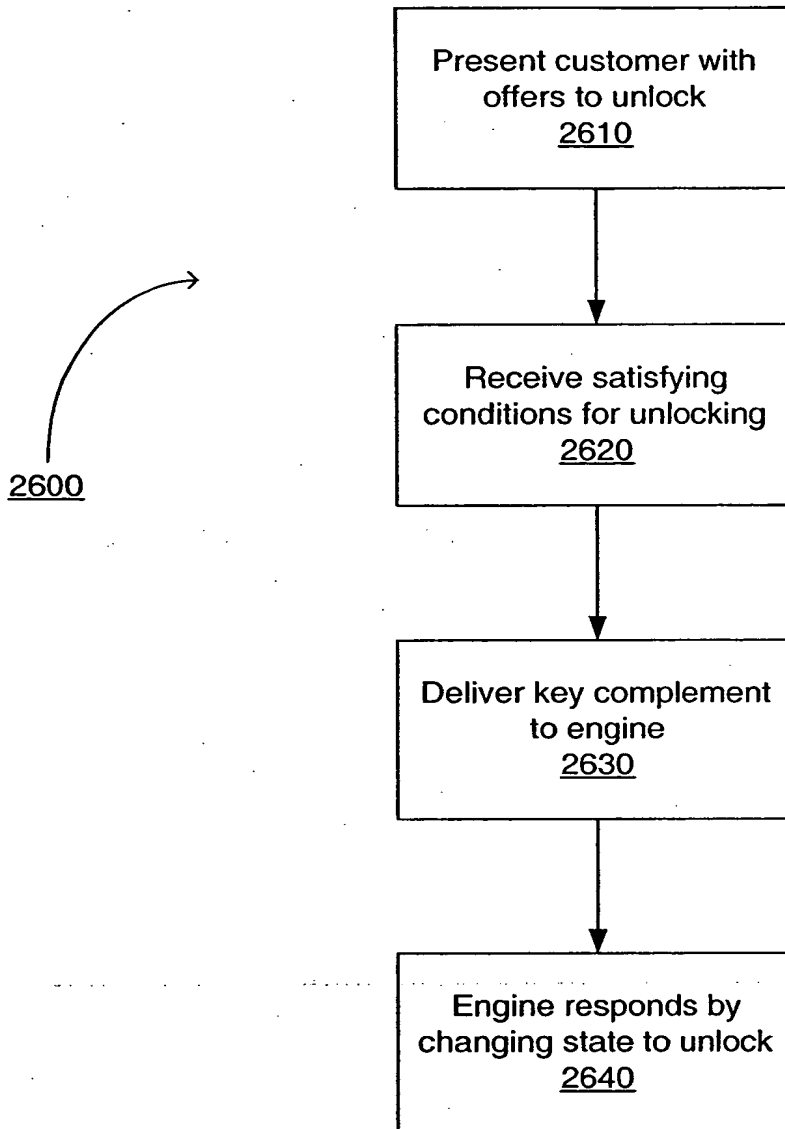 Present customer with
offers to unlock
2610
Receive satisfying
conditions for unlocking
2620
2600
Deliver key complement
to engine
2630
Engine responds by
changing state to unlock
2640